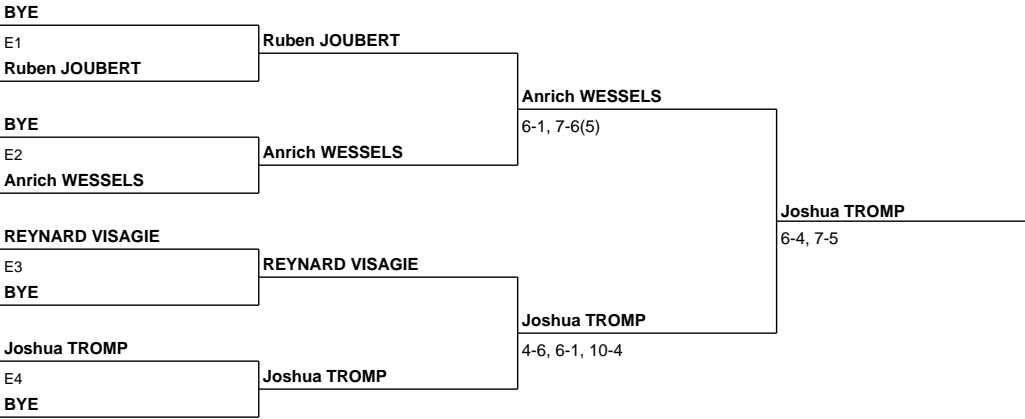 BYE
E1
Ruben JOUBERT
Ruben JOUBERT
BYE
E2
Anrich WESSELS
Anrich WESSELS
Anrich WESSELS
6-1, 7-6(5)
REYNARD VISAGIE
E3
BYE
REYNARD VISAGIE
Joshua TROMP
E4
BYE
Joshua TROMP
Joshua TROMP
4-6, 6-1, 10-4
Joshua TROMP
6-4, 7-5